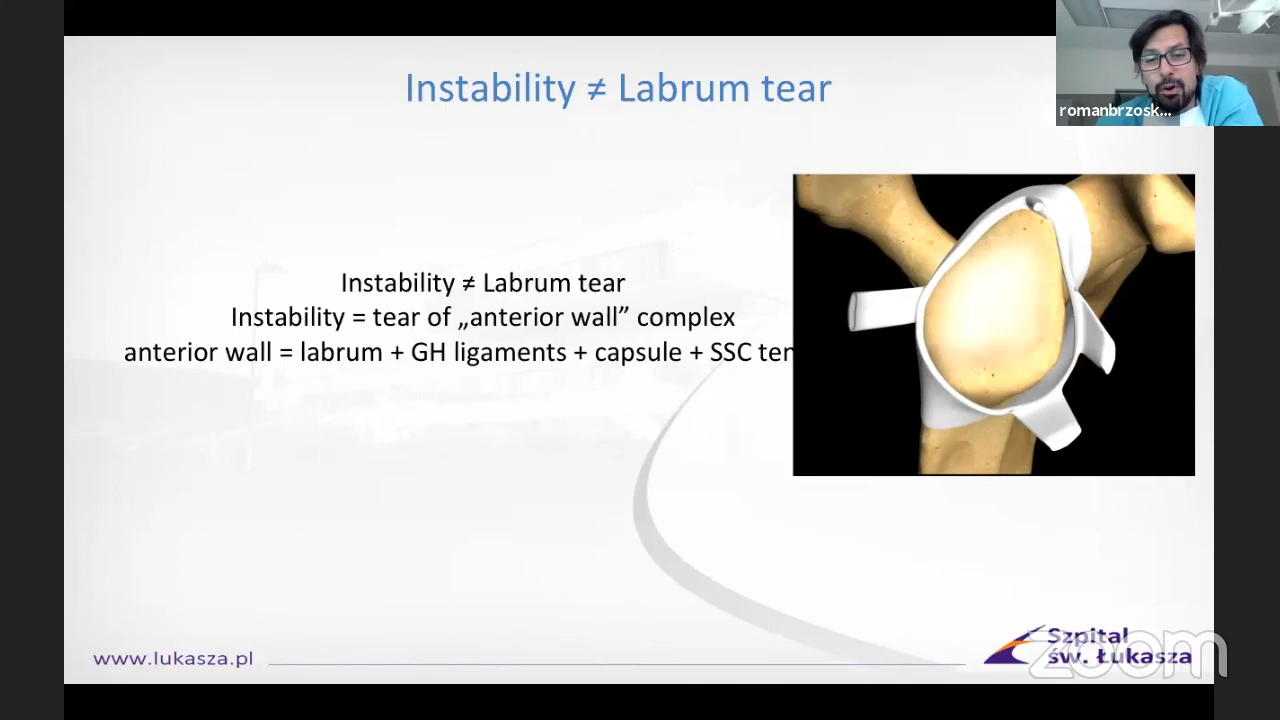 Instability ≠ Labrum tear
romanbrzosk...
Instability ≠ Labrum tear
Instability = tear of „anterior wall” complex
anterior wall = labrum + GH ligaments + capsule + SSC ten
www.lukasza.pl
Szpital
św. Łukasza
zoom